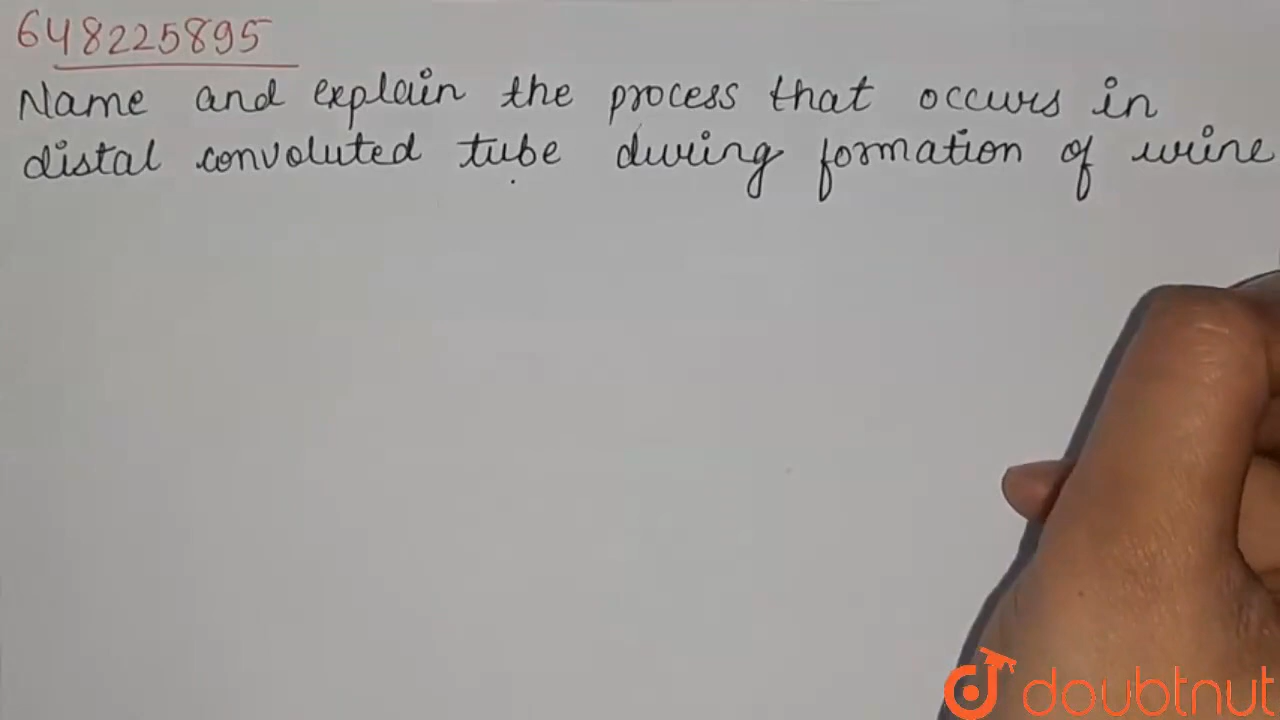 648225895
Name and explain the process that occurs in
distal convoluted tube during formation of urine
doubtnut